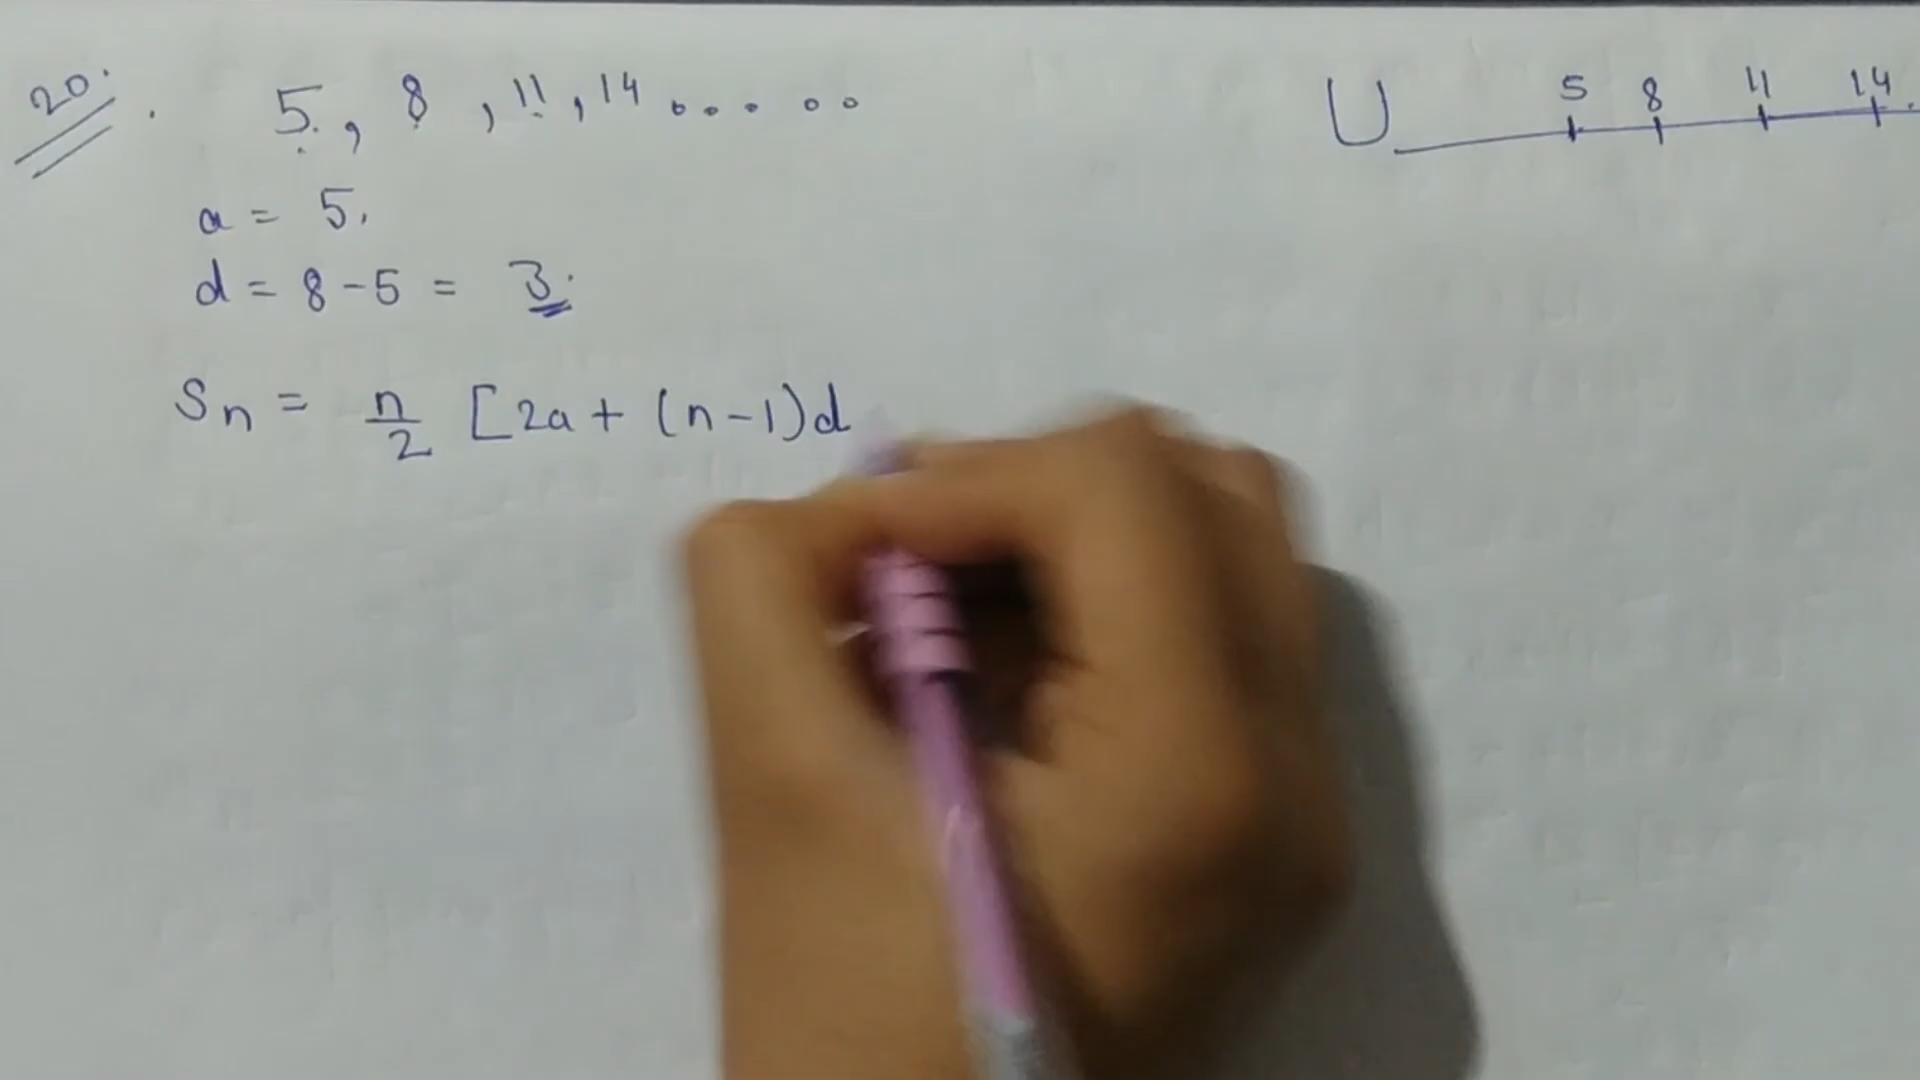 20.
5, 8, 11, 14 . . . . .
a = 5.
d = 8 - 5 = 3.
Sn = n/2 [2a + (n-1)d
U 5 8 11 14 .